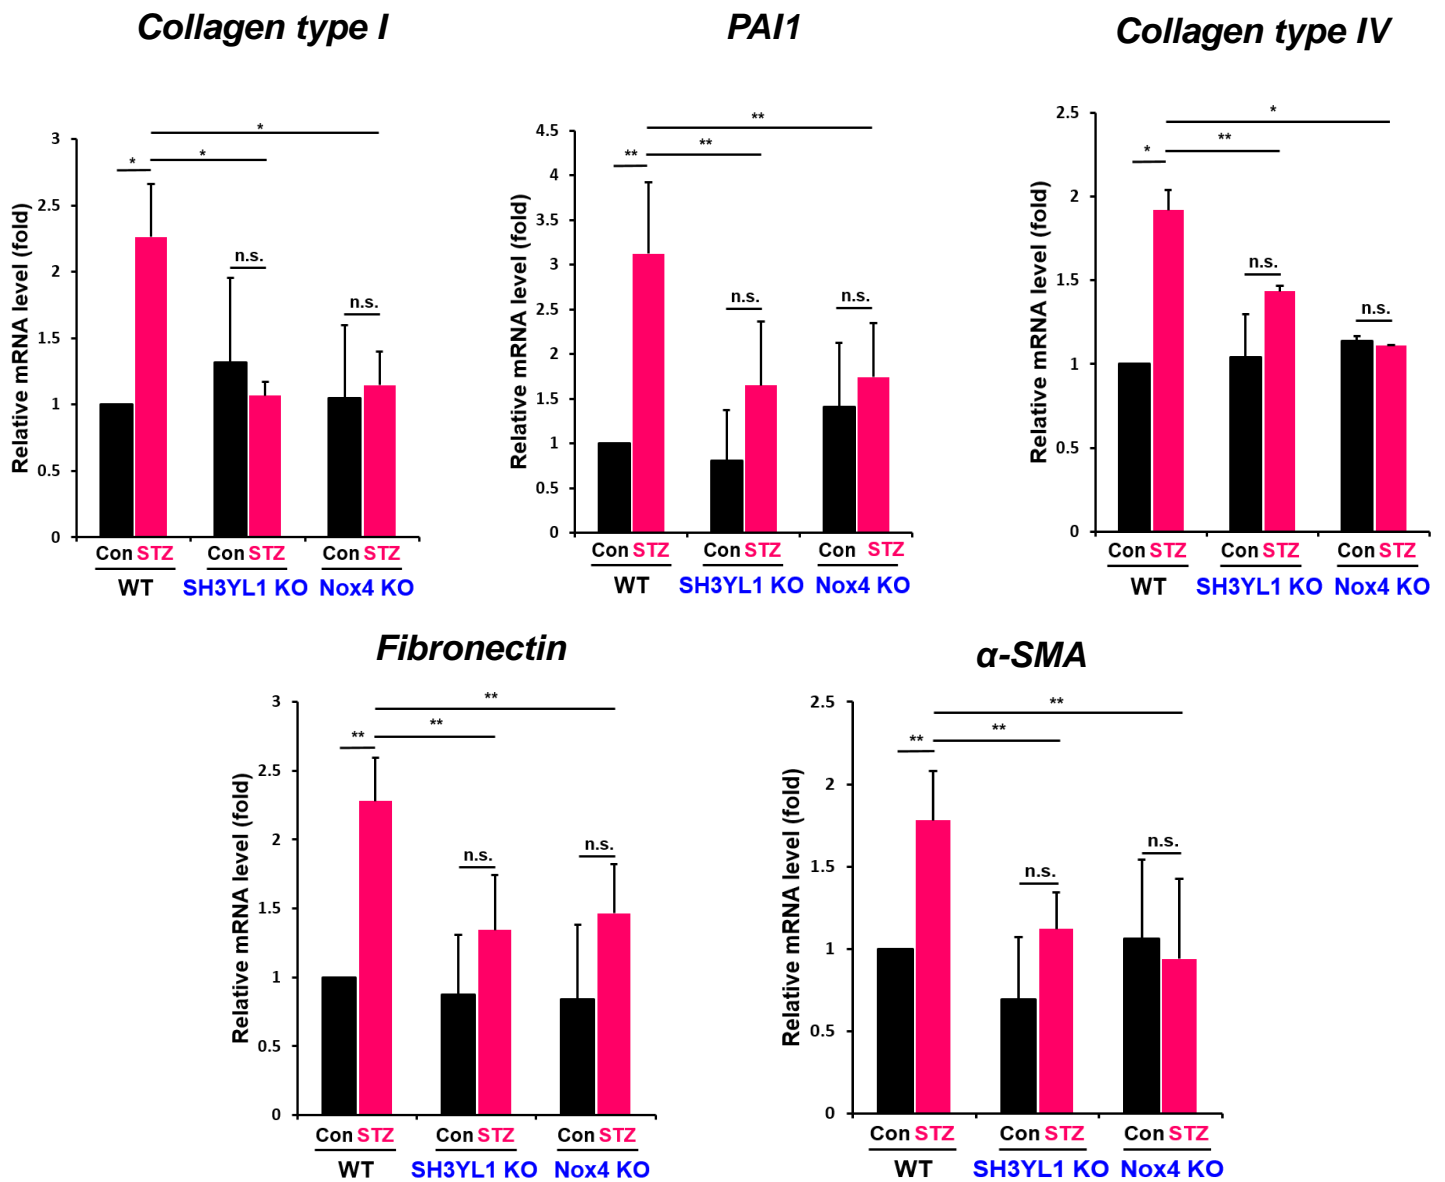 Collagen type I
Relative mRNA level (fold)
3
2.5
2
1.5
1
0.5
0
*
*
*
n.s.
n.s.
Con STZ Con STZ Con STZ
WT SH3YL1 KO Nox4 KO
PAI1
Relative mRNA level (fold)
4.5
4
3.5
3
2.5
2
1.5
1
0.5
0
**
**
**
n.s.
n.s.
Con STZ Con STZ Con STZ
WT SH3YL1 KO Nox4 KO
Collagen type IV
Relative mRNA level (fold)
2.5
2
1.5
1
0.5
0
*
**
*
n.s.
n.s.
Con STZ Con STZ Con STZ
WT SH3YL1 KO Nox4 KO
Fibronectin
Relative mRNA level (fold)
3
2.5
2
1.5
1
0.5
0
**
**
**
n.s.
n.s.
Con STZ Con STZ Con STZ
WT SH3YL1 KO Nox4 KO
α-SMA
Relative mRNA level (fold)
2.5
2
1.5
1
0.5
0
**
**
**
n.s.
n.s.
Con STZ Con STZ Con STZ
WT SH3YL1 KO Nox4 KO